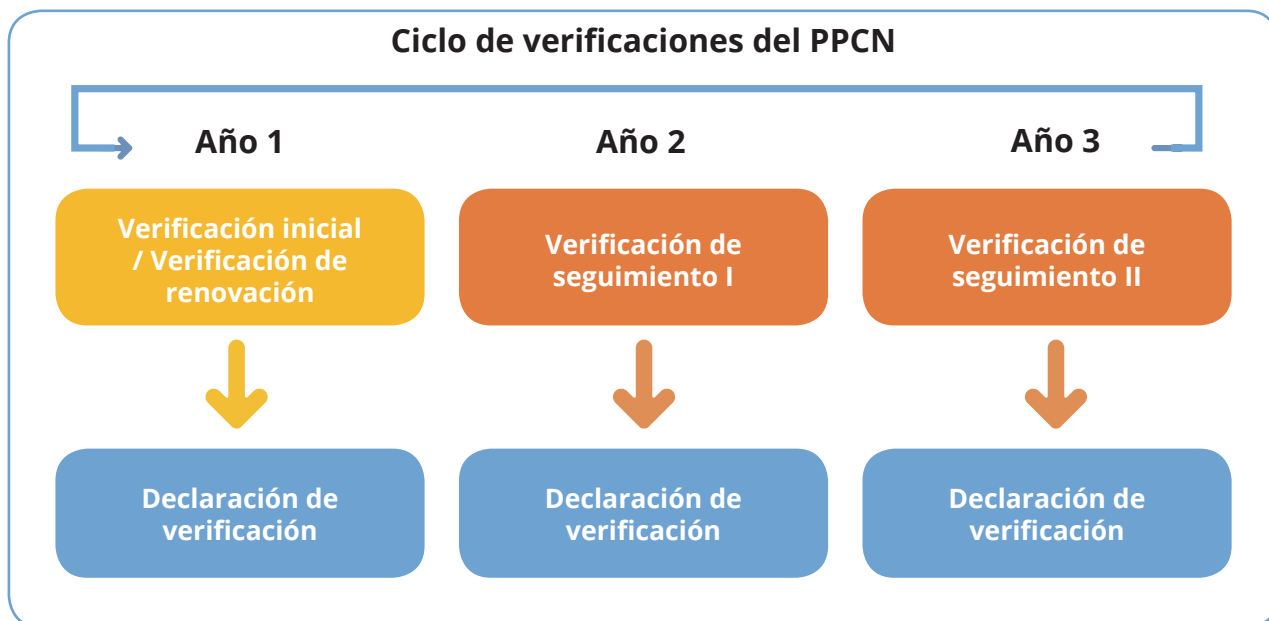 Ciclo de verificaciones del PPCN
Año 1
Año 2
Año 3
Verificación inicial
/ Verificación de
renovación
Verificación de
seguimiento I
Verificación de
seguimiento II
Declaración de
verificación
Declaración de
verificación
Declaración de
verificación